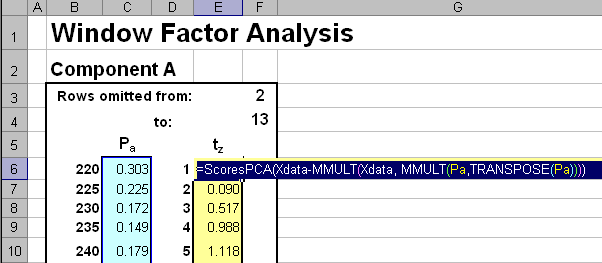 A B C D E F G
1 Window Factor Analysis
2 Component A
3 Rows omitted from: 2
4 to: 13
5 Pa tz
6 220 0.303 1 =ScoresPCA(Xdata-MMULT(Xdata, MMULT(Pa,TRANSPOSE(Pa))))
7 225 0.225 2 0.090
8 230 0.172 3 0.517
9 235 0.149 4 0.988
10 240 0.179 5 1.118